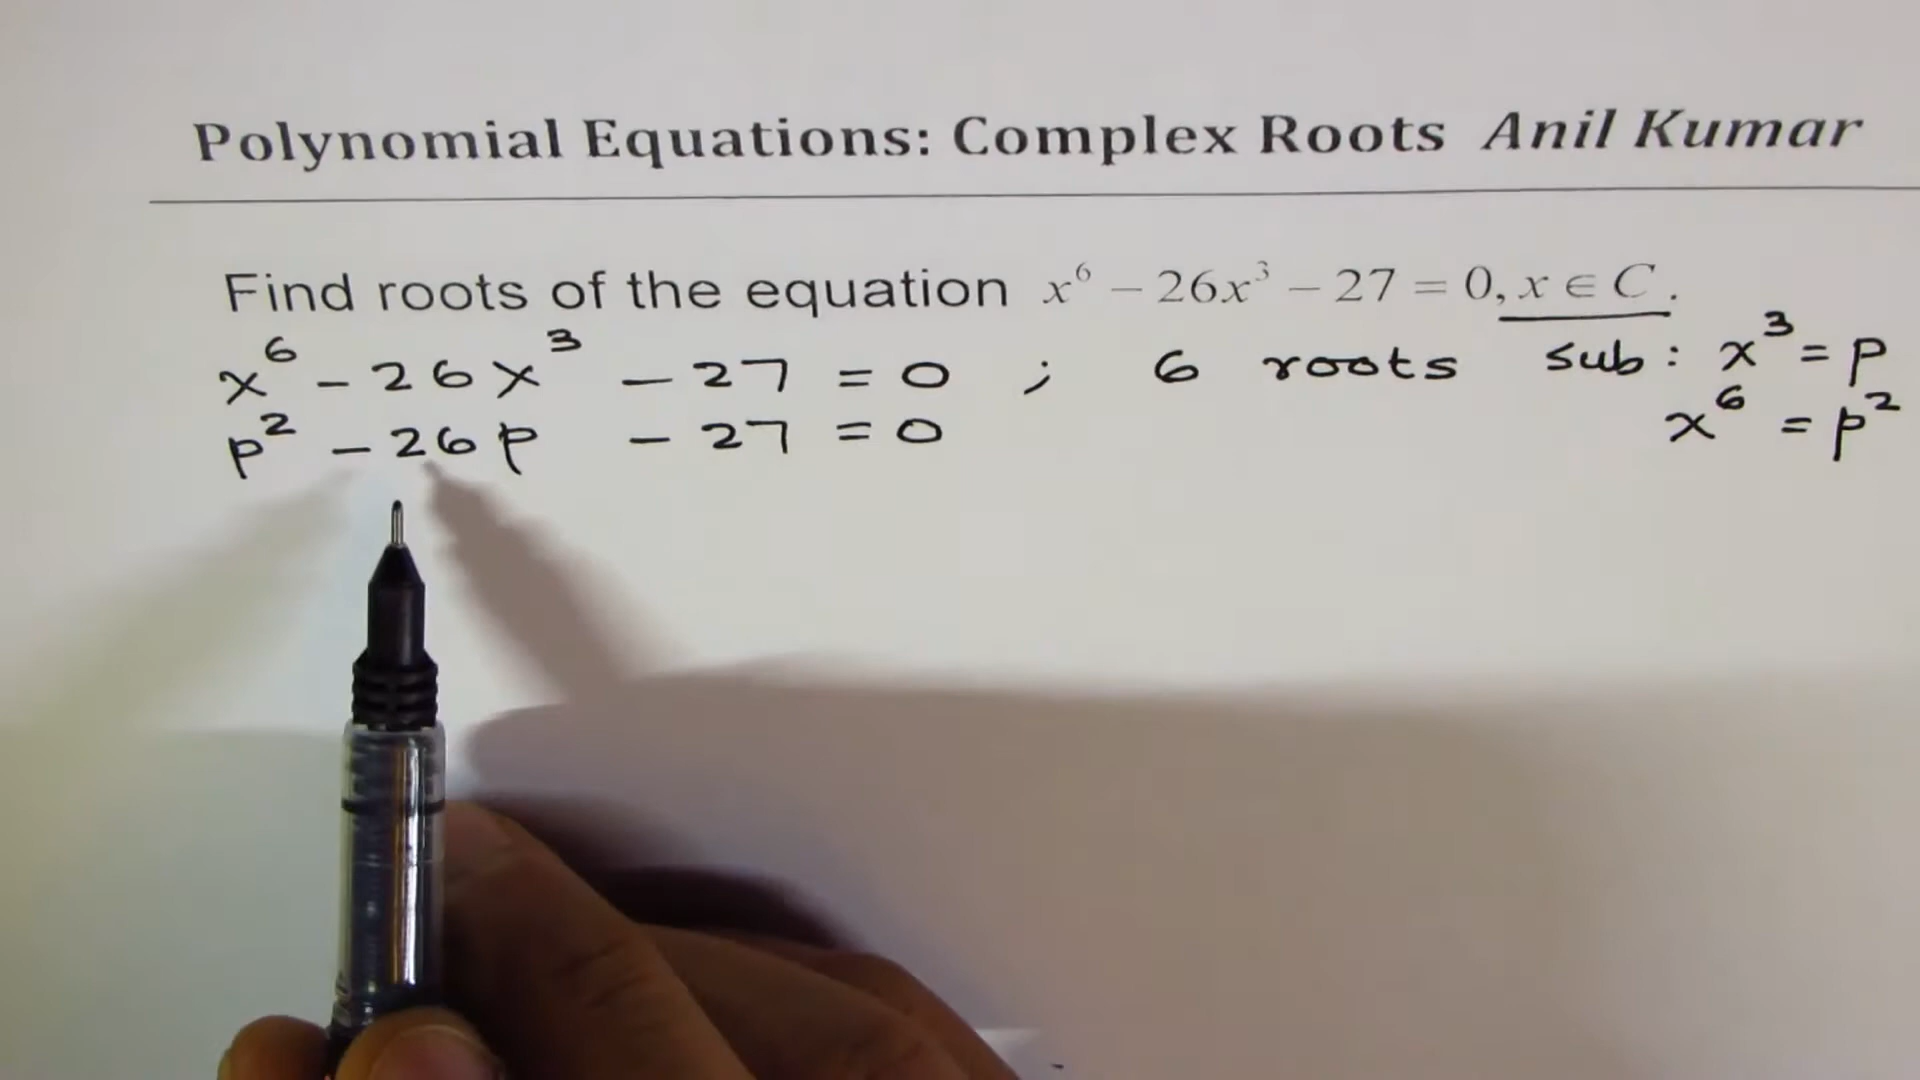 Polynomial Equations: Complex Roots Anil Kumar
Find roots of the equation x⁶ − 26x³ − 27 = 0, x ∈ C.
x⁶ − 26x³ − 27 = 0 ; 6 roots sub: x³ = p
p² − 26p − 27 = 0 x⁶ = p²